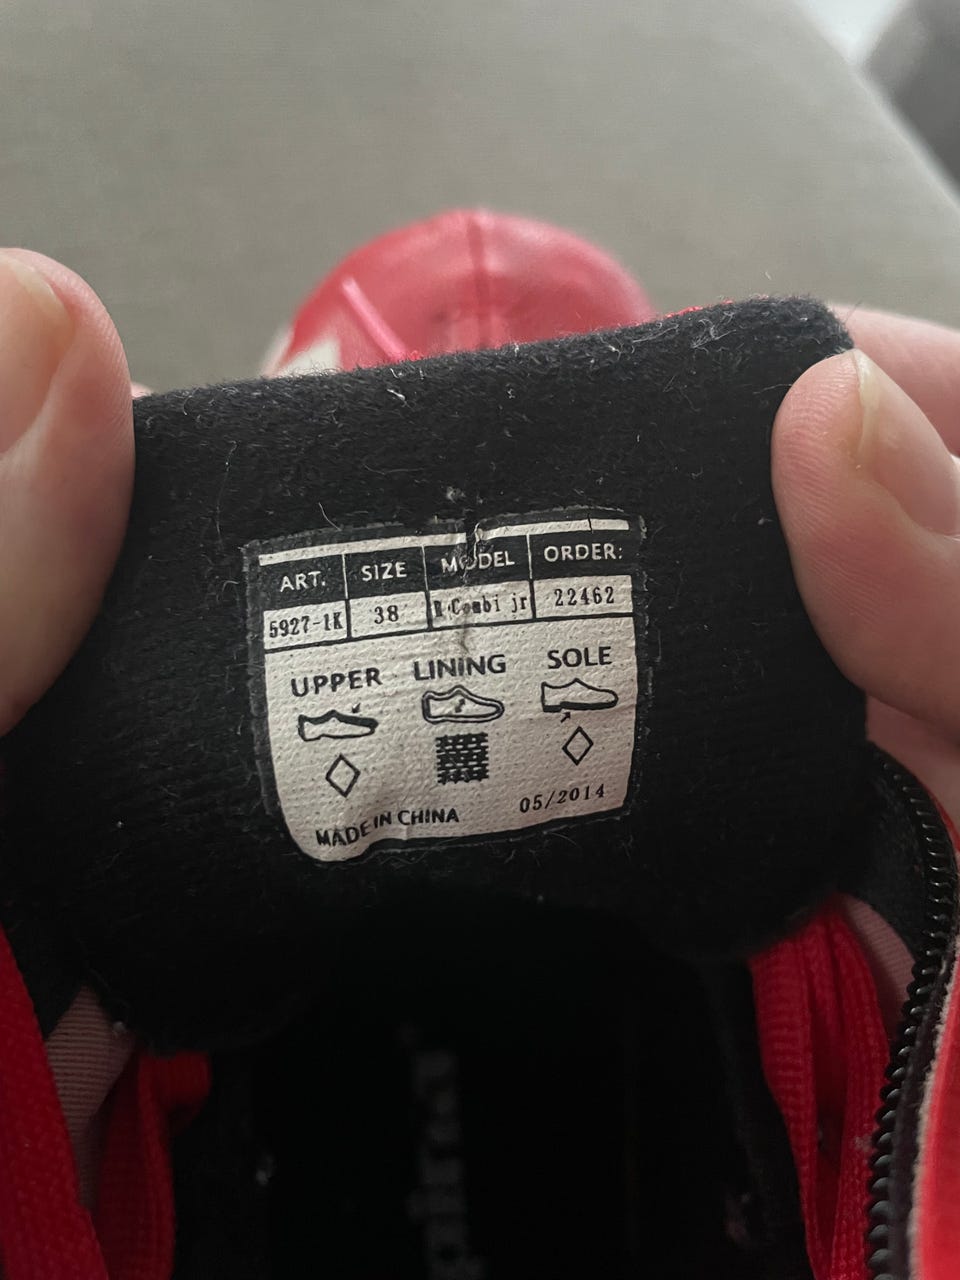 ART. SIZE MODEL ORDER:
5927-1K 38 Combi jr 22462
UPPER LINING SOLE
MADE IN CHINA 05/2014